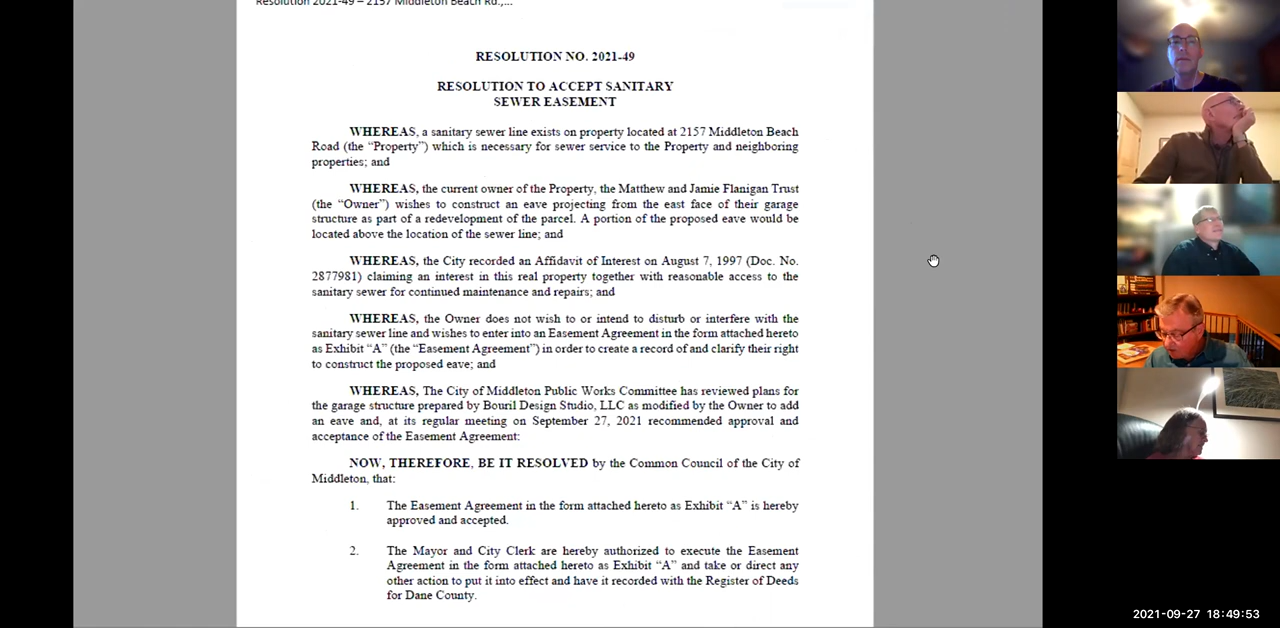 Resolution 2021-49 – 2157 Middleton Beach Rd.,...
RESOLUTION NO. 2021-49
RESOLUTION TO ACCEPT SANITARY
SEWER EASEMENT
WHEREAS, a sanitary sewer line exists on property located at 2157 Middleton Beach
Road (the “Property”) which is necessary for sewer service to the Property and neighboring
properties; and
WHEREAS, the current owner of the Property, the Matthew and Jamie Flanigan Trust
(the “Owner”) wishes to construct an eave projecting from the east face of their garage
structure as part of a redevelopment of the parcel. A portion of the proposed eave would be
located above the location of the sewer line; and
WHEREAS, the City recorded an Affidavit of Interest on August 7, 1997 (Doc. No.
2877981) claiming an interest in this real property together with reasonable access to the
sanitary sewer for continued maintenance and repairs; and
WHEREAS, the Owner does not wish to or intend to disturb or interfere with the
sanitary sewer line and wishes to enter into an Easement Agreement in the form attached hereto
as Exhibit “A” (the “Easement Agreement”) in order to create a record of and clarify their right
to construct the proposed eave; and
WHEREAS, The City of Middleton Public Works Committee has reviewed plans for
the garage structure prepared by Bouril Design Studio, LLC as modified by the Owner to add
an eave and, at its regular meeting on September 27, 2021 recommended approval and
acceptance of the Easement Agreement:
NOW, THEREFORE, BE IT RESOLVED by the Common Council of the City of
Middleton, that:
1. The Easement Agreement in the form attached hereto as Exhibit “A” is hereby
approved and accepted.
2. The Mayor and City Clerk are hereby authorized to execute the Easement
Agreement in the form attached hereto as Exhibit “A” and take or direct any
other action to put it into effect and have it recorded with the Register of Deeds
for Dane County.
2021-09-27 18:49:53